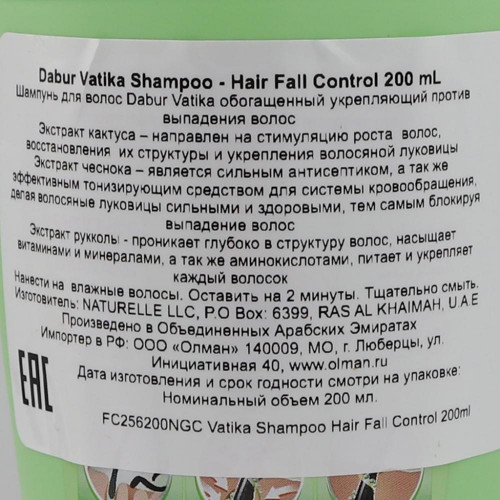 Dabur Vatika Shampoo - Hair Fall Control 200 mL
Шампунь для волос Dabur Vatika обогащенный укрепляющий против
выпадения волос
Экстракт кактуса – направлен на стимуляцию роста волос,
восстановления их структуры и укрепления волосяной луковицы
Экстракт чеснока – является сильным антисептиком, а так же
эффективным тонизирующим средством для системы кровообращения,
делая волосяные луковицы сильными и здоровыми, тем самым блокируя
выпадение волос
Экстракт рукколы - проникает глубоко в структуру волос, насыщает
витаминами и минералами, а так же аминокислотами, питает и укрепляет
каждый волосок
Нанести на влажные волосы. Оставить на 2 минуты. Тщательно смыть.
Изготовитель: NATURELLE LLC, P.O Box: 6399, RAS AL KHAIMAH, U.A.E
Произведено в Объединенных Арабских Эмиратах
Импортер в РФ: ООО «Олман» 140009, МО, г. Люберцы, ул.
Инициативная 40, www.olman.ru
Дата изготовления и срок годности смотри на упаковке:
Номинальный объем 200 мл.
EAC
FC256200NGC Vatika Shampoo Hair Fall Control 200ml